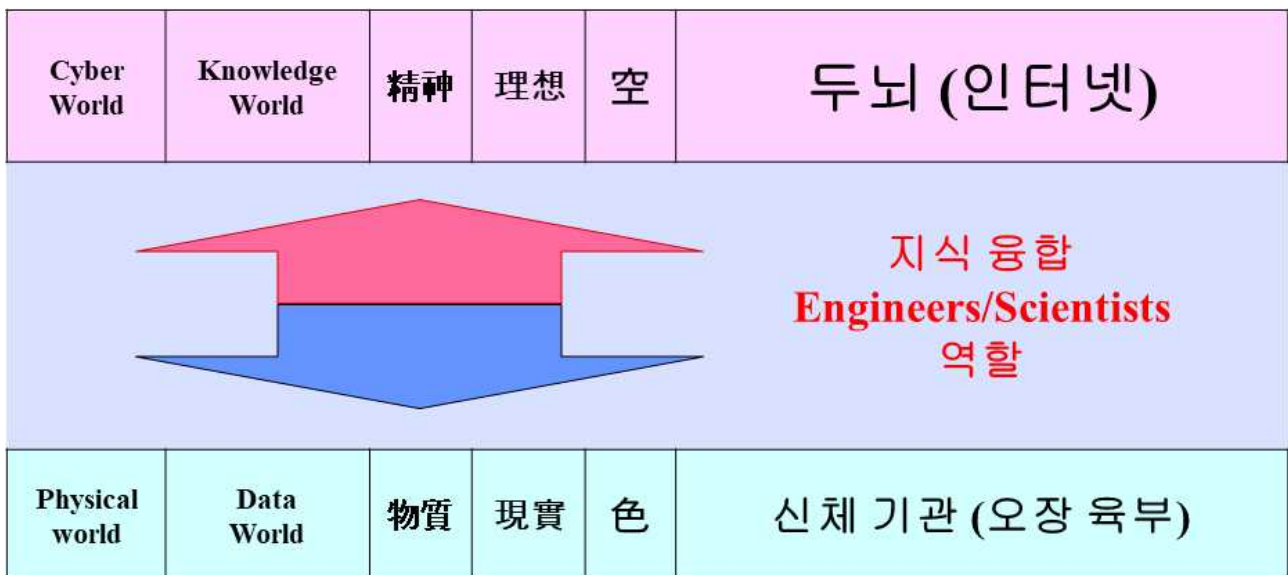 Cyber
World
Knowledge
World
精神
理想
空
두뇌 (인터넷)
지식 융합
Engineers/Scientists
역할
Physical
world
Data
World
物質
現實
色
신체 기관 (오장 육부)